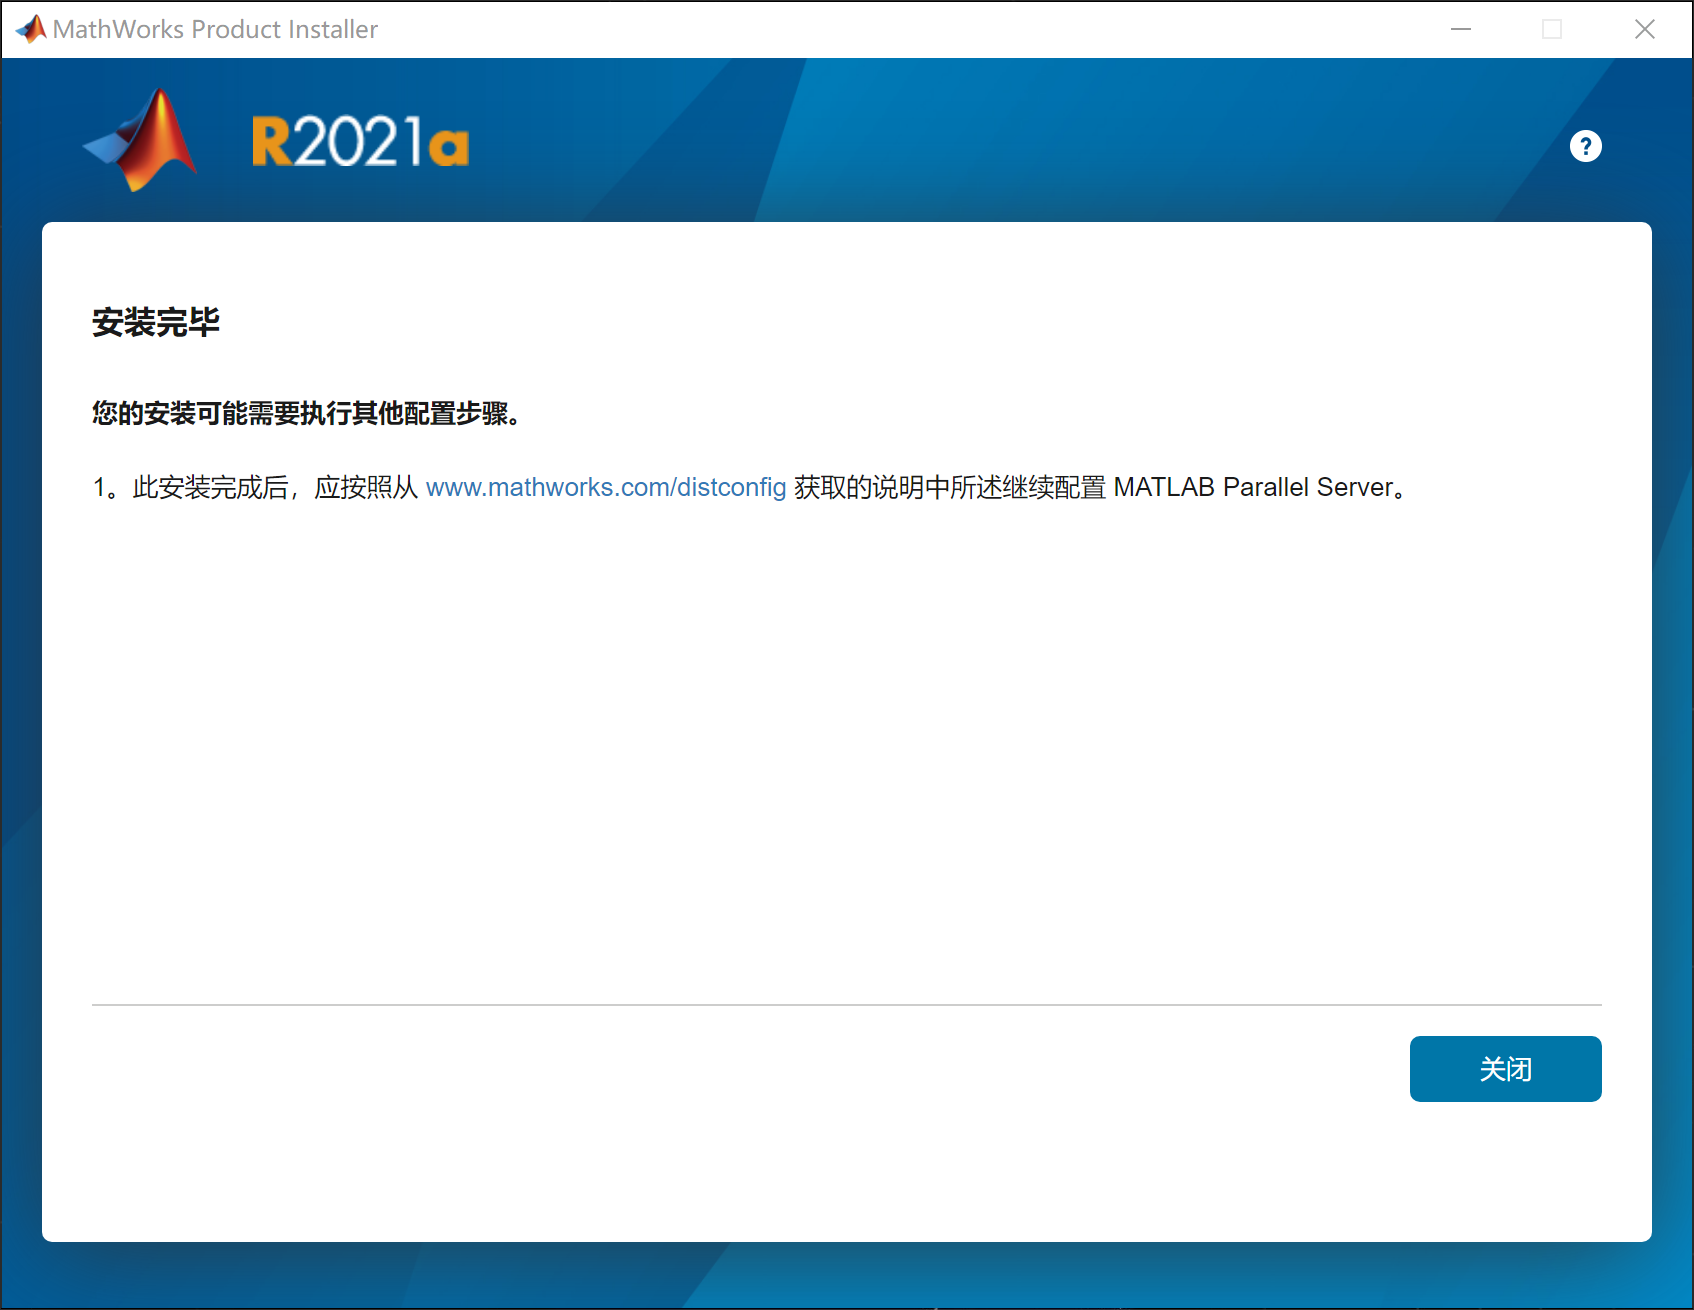 MathWorks Product Installer
R2021a
?
安装完毕
您的安装可能需要执行其他配置步骤。
1。此安装完成后，应按照从 www.mathworks.com/distconfig 获取的说明中所述继续配置 MATLAB Parallel Server。
关闭